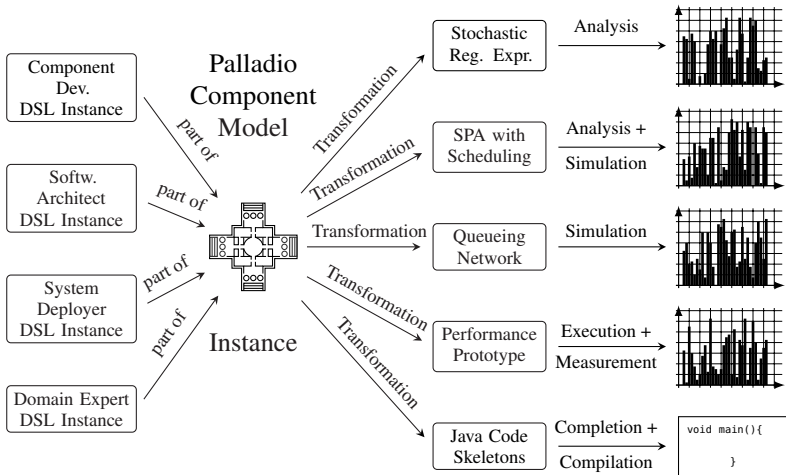 Component
Dev.
DSL Instance
Softw.
Architect
DSL Instance
System
Deployer
DSL Instance
Domain Expert
DSL Instance
part of
part of
part of
part of
Palladio
Component
Model
Instance
Transformation
Transformation
Transformation
Transformation
Transformation
Stochastic
Reg. Expr.
Analysis
SPA with
Scheduling
Analysis +
Simulation
Queueing
Network
Simulation
Performance
Prototype
Execution +
Measurement
Java Code
Skeletons
Completion +
Compilation
void main(){
}